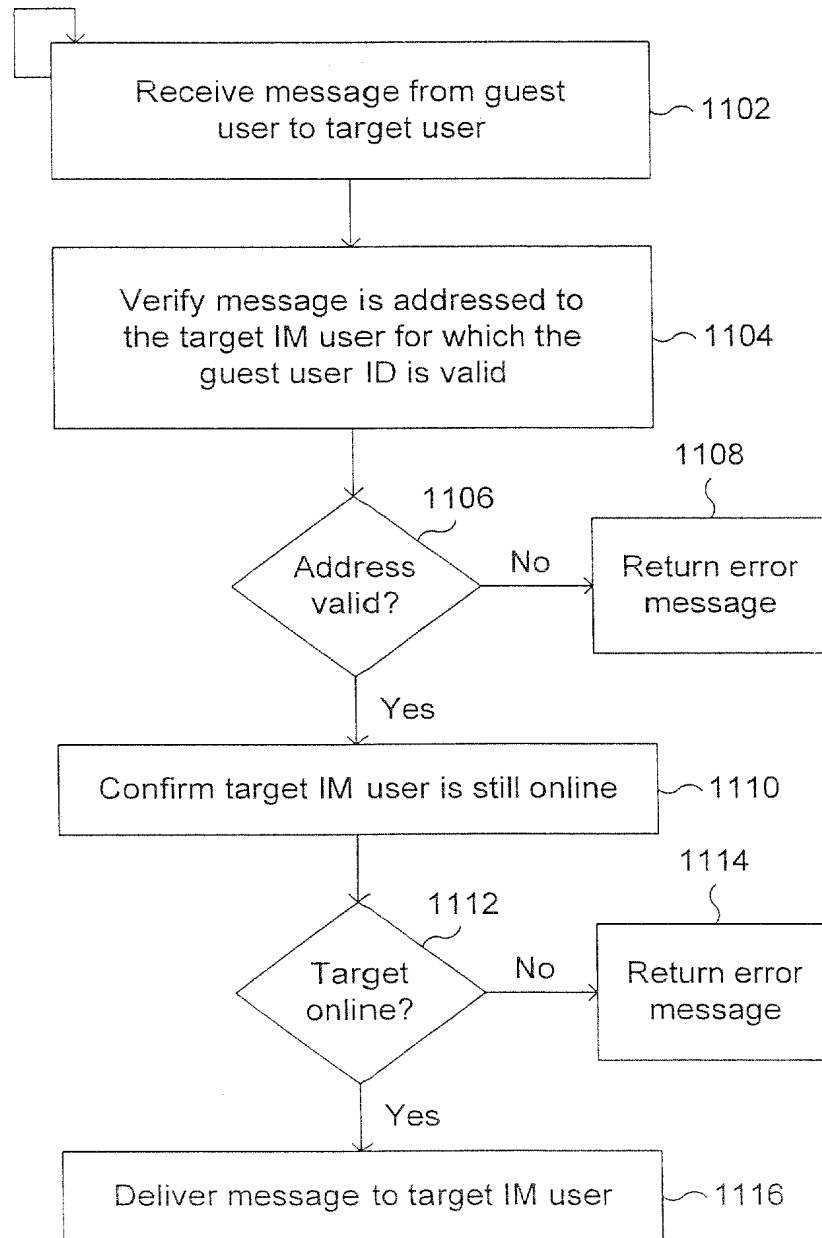 Receive message from guest
user to target user
1102
Verify message is addressed to
the target IM user for which the
guest user ID is valid
1104
1106
Address
valid?
No
1108
Return error
message
Yes
Confirm target IM user is still online
1110
1112
Target
online?
No
1114
Return error
message
Yes
Deliver message to target IM user
1116